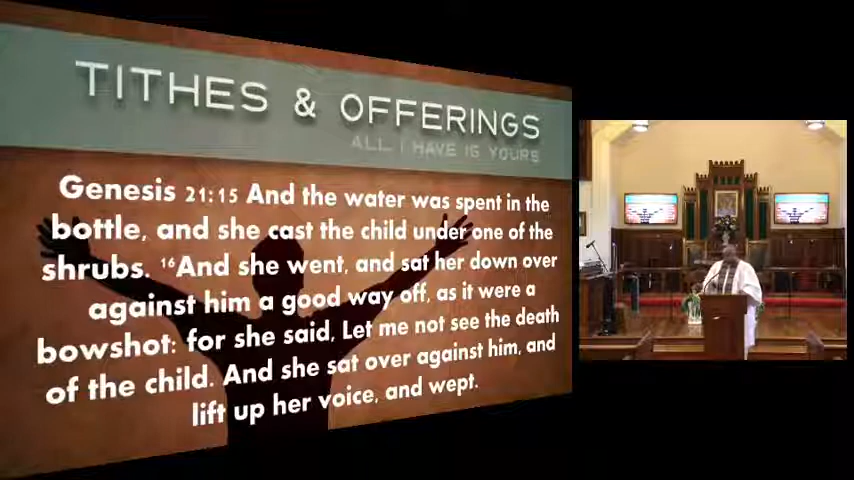 TITHES & OFFERINGS
ALL I HAVE IS YOURS
Genesis 21:15 And the water was spent in the
bottle, and she cast the child under one of the
shrubs. ¹⁶And she went, and sat her down over
against him a good way off, as it were a
bowshot: for she said, Let me not see the death
of the child. And she sat over against him, and
lift up her voice, and wept.